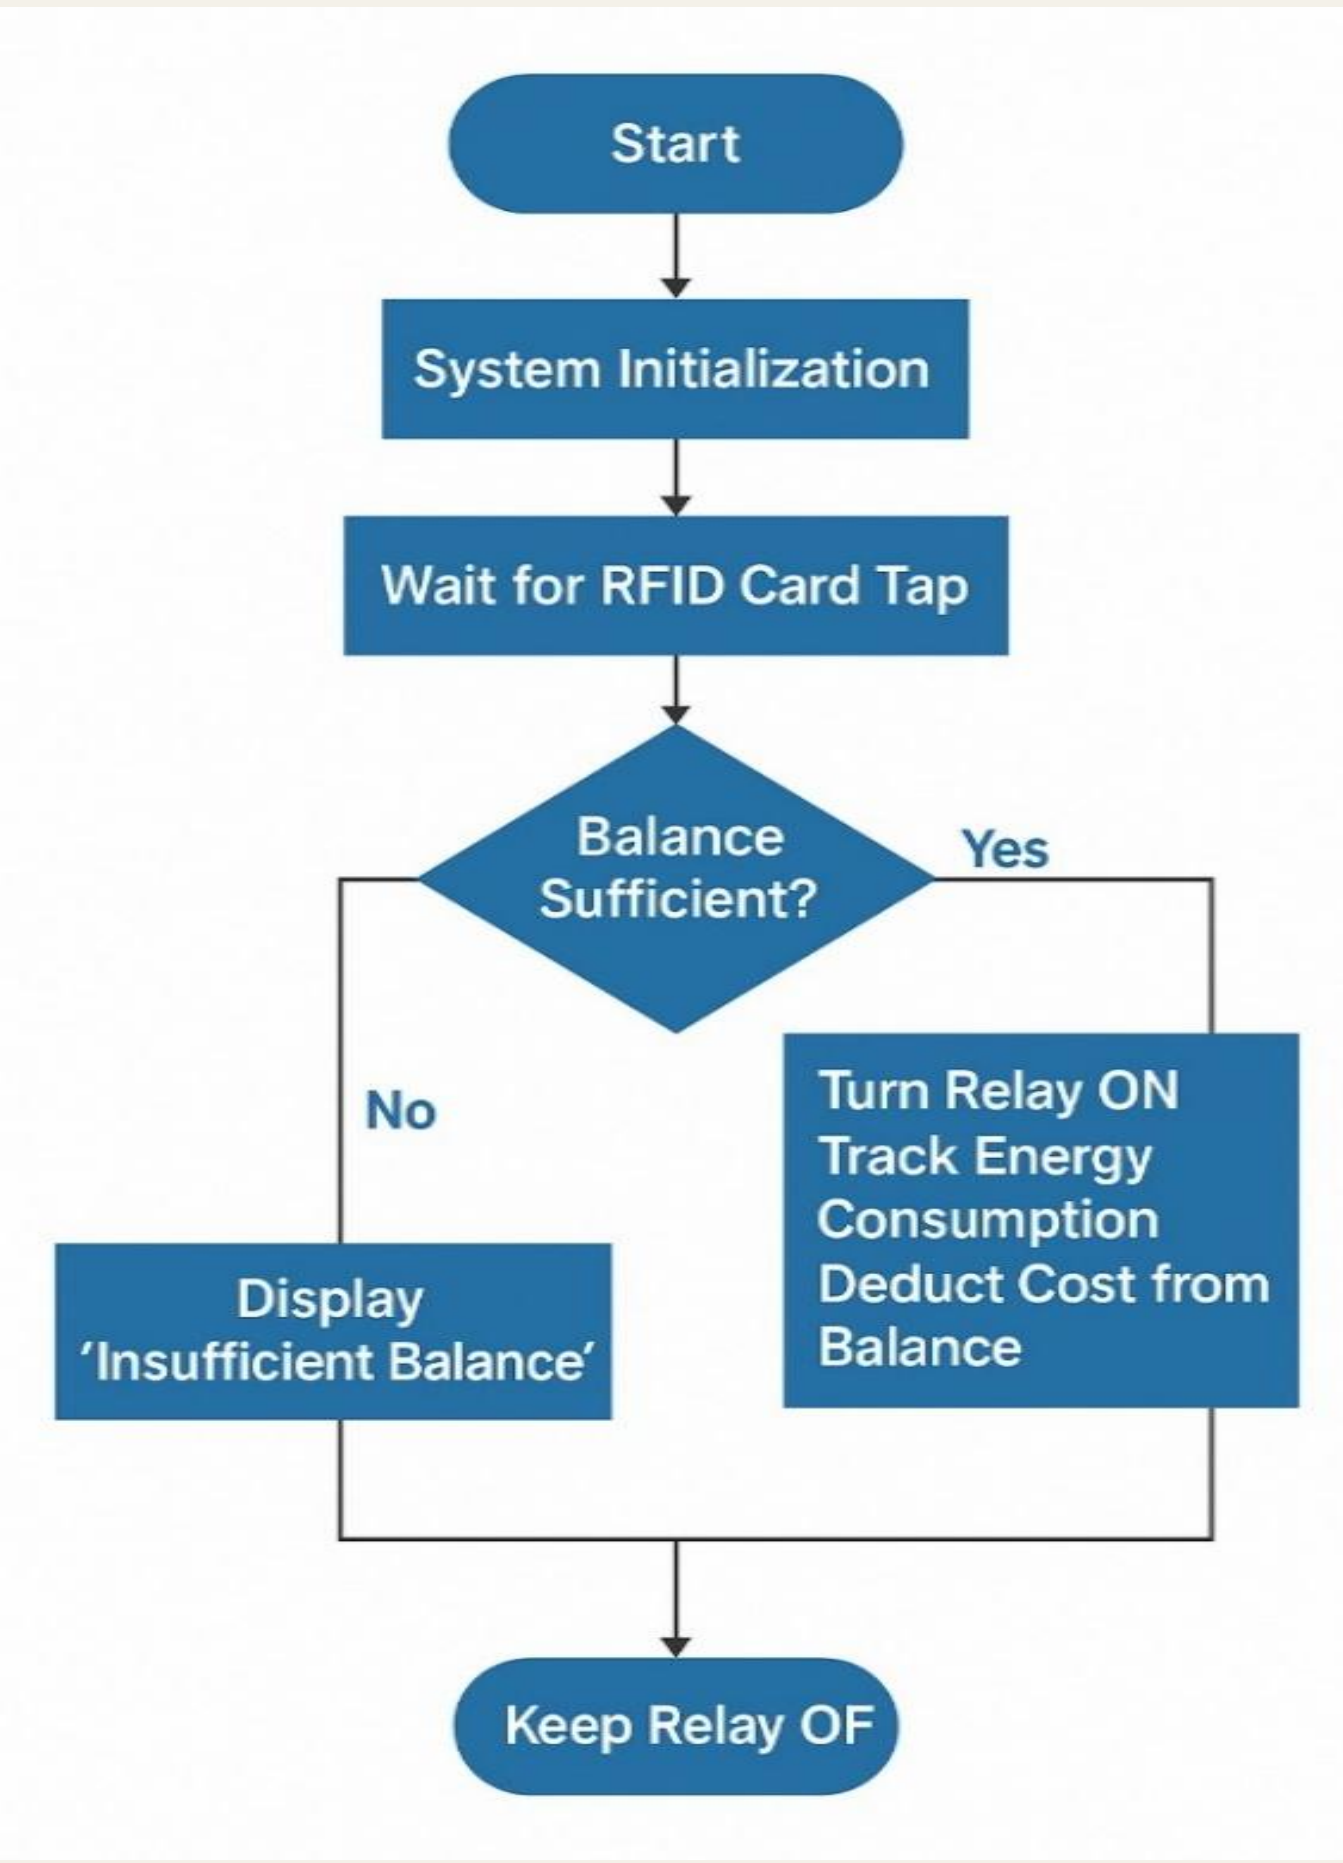 Start
System Initialization
Wait for RFID Card Tap
Balance
Sufficient?
Yes
No
Turn Relay ON
Track Energy
Consumption
Deduct Cost from
Balance
Display
′Insufficient Balance′
Keep Relay OF